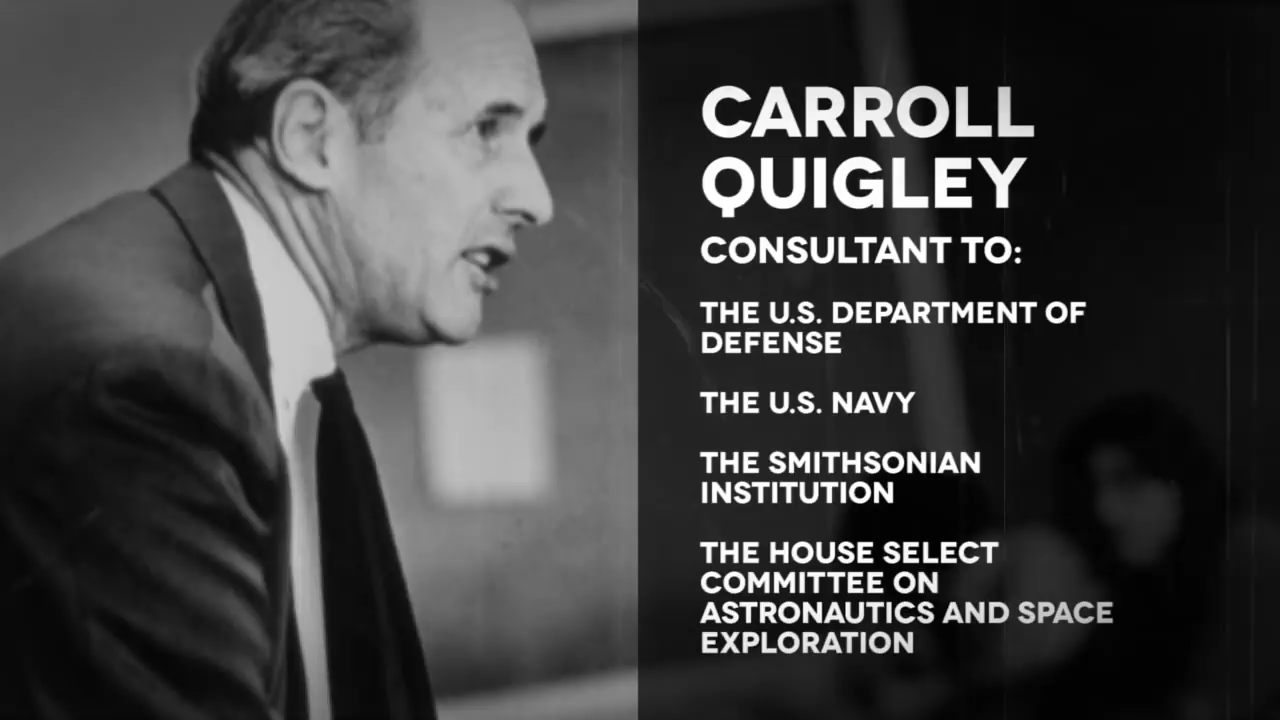 CARROLL
QUIGLEY
CONSULTANT TO:
THE U.S. DEPARTMENT OF
DEFENSE
THE U.S. NAVY
THE SMITHSONIAN
INSTITUTION
THE HOUSE SELECT
COMMITTEE ON
ASTRONAUTICS AND SPACE
EXPLORATION